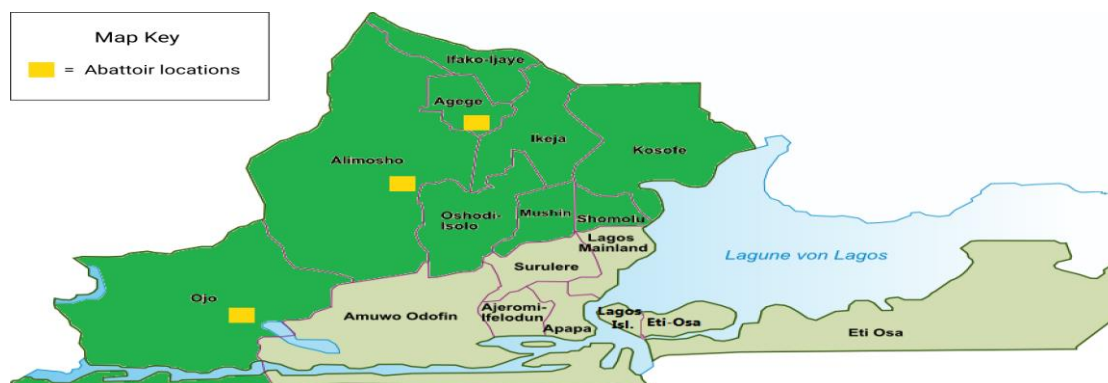 Map Key
= Abattoir locations
Ifako-Ijaye
Agege
Ikeja
Kosofe
Alimosho
Oshodi-
Isolo
Mushin
Shomolu
Lagos
Mainland
Lagune von Lagos
Surulere
Ojo
Amuwo Odofin
Ajeromi-
Ifelodun
Apapa
Lagos
Isl.
Eti-Osa
Eti Osa